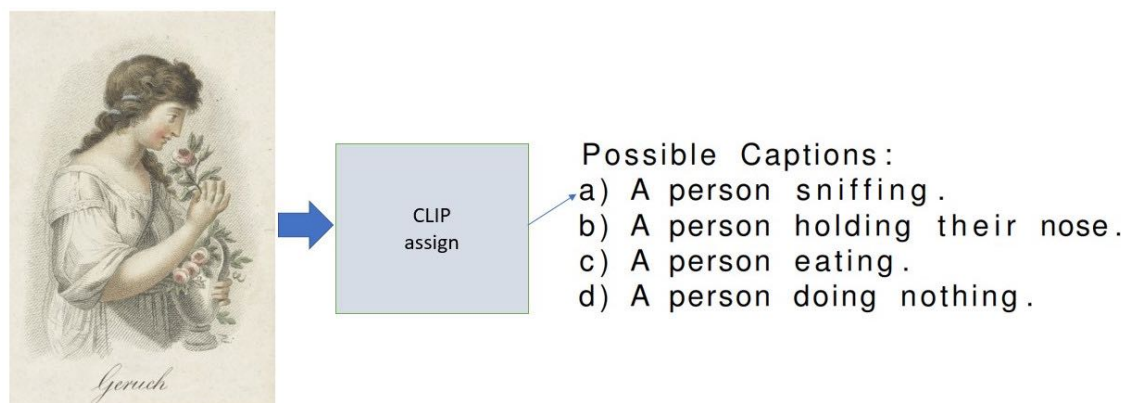 Geruch
CLIP
assign
Possible Captions:
a) A person sniffing.
b) A person holding their nose.
c) A person eating.
d) A person doing nothing.